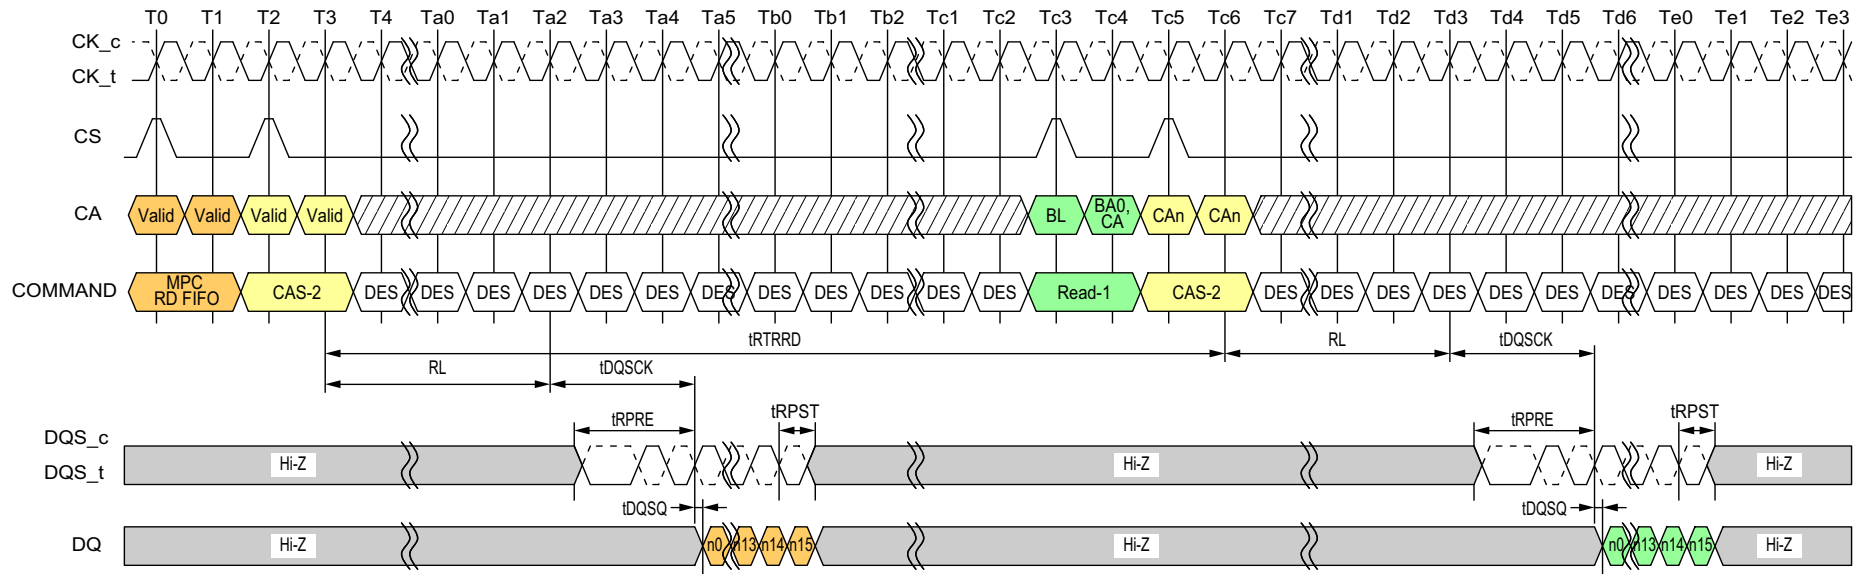 T0 T1 T2 T3 T4 Ta0 Ta1 Ta2 Ta3 Ta4 Ta5 Tb0 Tb1 Tb2 Tc1 Tc2 Tc3 Tc4 Tc5 Tc6 Tc7 Td1 Td2 Td3 Td4 Td5 Td6 Te0 Te1 Te2 Te3
CK_c
CK_t
CS
CA Valid Valid Valid Valid BL BA0, CA CAn CAn
COMMAND MPC RD FIFO CAS-2 DES DES DES DES DES DES DES DES DES DES DES DES Read-1 CAS-2 DES DES DES DES DES DES DES DES DES DES DES
tRTRRD RL tDQSCK
RL tDQSCK
tRPRE tRPST tRPRE tRPST
DQS_c
Hi-Z Hi-Z Hi-Z
DQS_t
tDQSQ tDQSQ
DQ Hi-Z n0 n13 n14 n15 Hi-Z n0 n13 n14 n15 Hi-Z